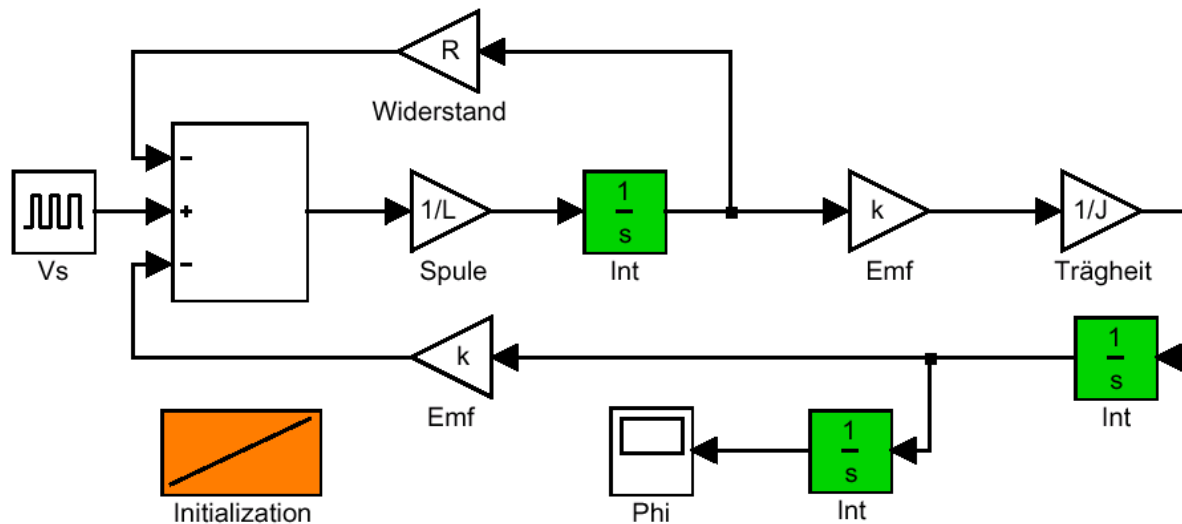 R
Widerstand
-
+
-
Vs
1/L
Spule
1
s
Int
k
Emf
1/J
Trägheit
k
Emf
1
s
Int
1
s
Int
Phi
Initialization